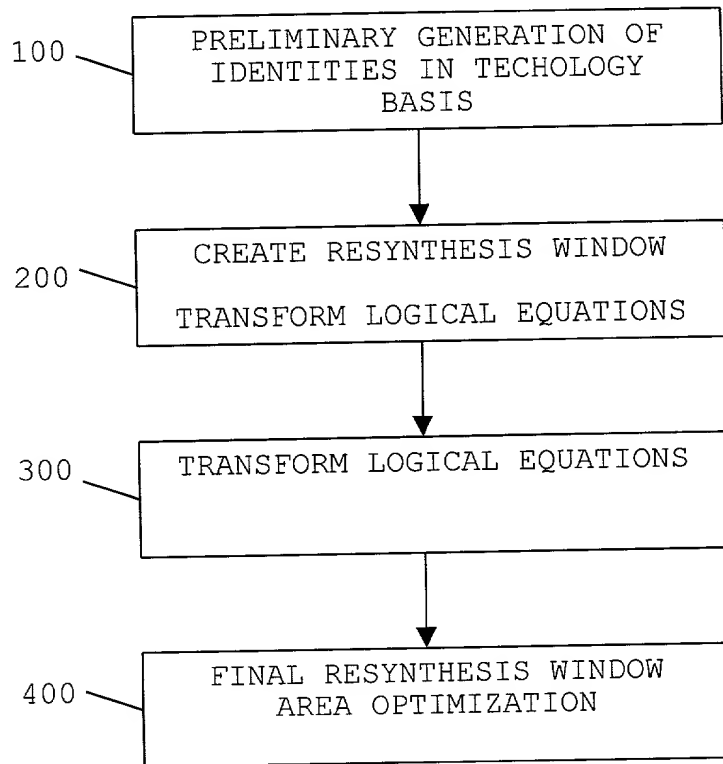 100
PRELIMINARY GENERATION OF
IDENTITIES IN TECHOLOGY
BASIS
200
CREATE RESYNTHESIS WINDOW
TRANSFORM LOGICAL EQUATIONS
300
TRANSFORM LOGICAL EQUATIONS
400
FINAL RESYNTHESIS WINDOW
AREA OPTIMIZATION